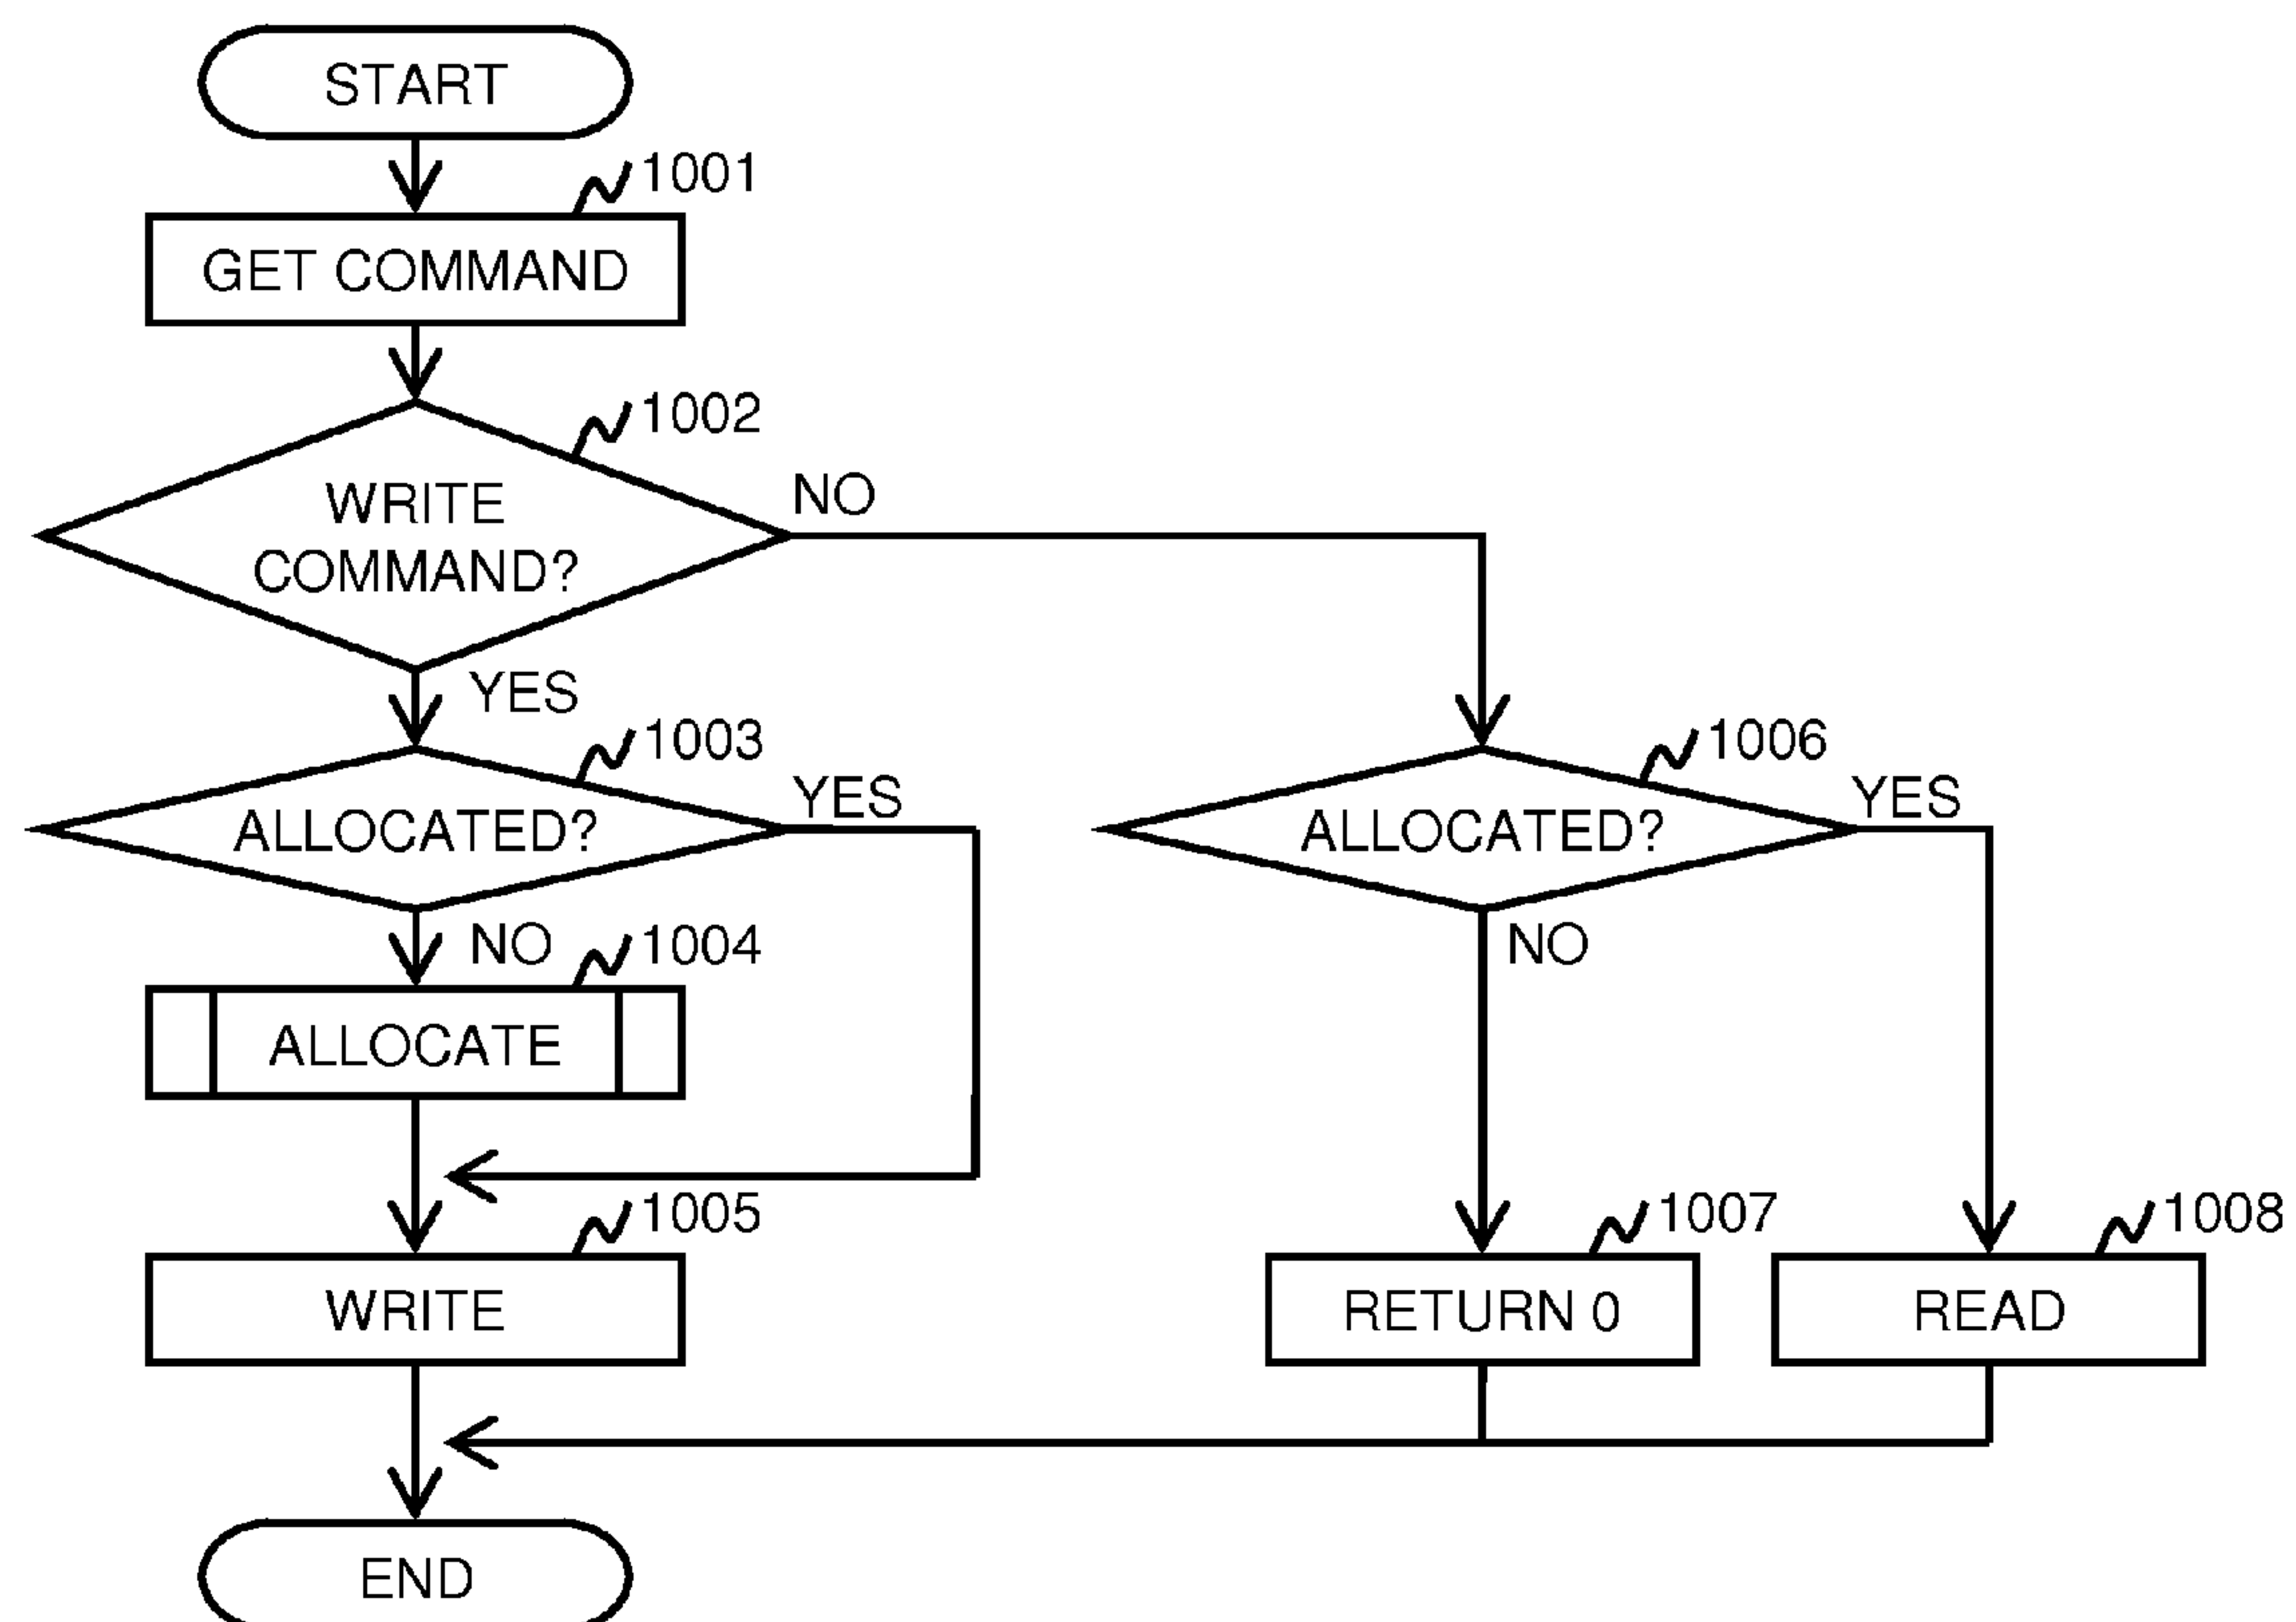 START
1001
GET COMMAND
1002
WRITE
COMMAND?
NO
YES
1003
ALLOCATED?
YES
1006
ALLOCATED?
YES
NO
1004
NO
ALLOCATE
1005
WRITE
1007
RETURN 0
1008
READ
END